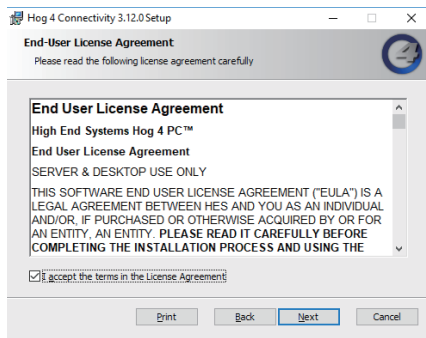 Hog 4 Connectivity 3.12.0 Setup
End-User License Agreement
Please read the following license agreement carefully
4
End User License Agreement
High End Systems Hog 4 PC™
End User License Agreement
SERVER & DESKTOP USE ONLY
THIS SOFTWARE END USER LICENSE AGREEMENT ("EULA") IS A
LEGAL AGREEMENT BETWEEN HES AND YOU AS AN INDIVIDUAL
AND/OR, IF PURCHASED OR OTHERWISE ACQUIRED BY OR FOR
AN ENTITY, AN ENTITY. PLEASE READ IT CAREFULLY BEFORE
COMPLETING THE INSTALLATION PROCESS AND USING THE
I accept the terms in the License Agreement
Print Back Next Cancel